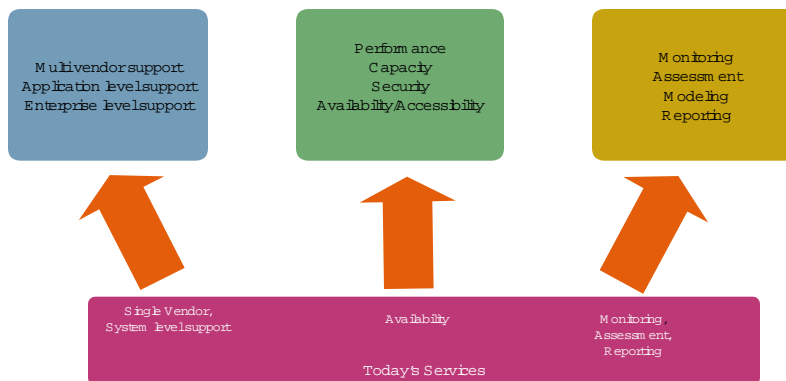 Multivendor support
Application level support
Enterprise level support
Performance
Capacity
Security
Availability/Accessibility
Monitoring
Assessment
Modeling
Reporting
Single Vendor,
System level support
Availability
Monitoring,
Assessment,
Reporting
Today's Services